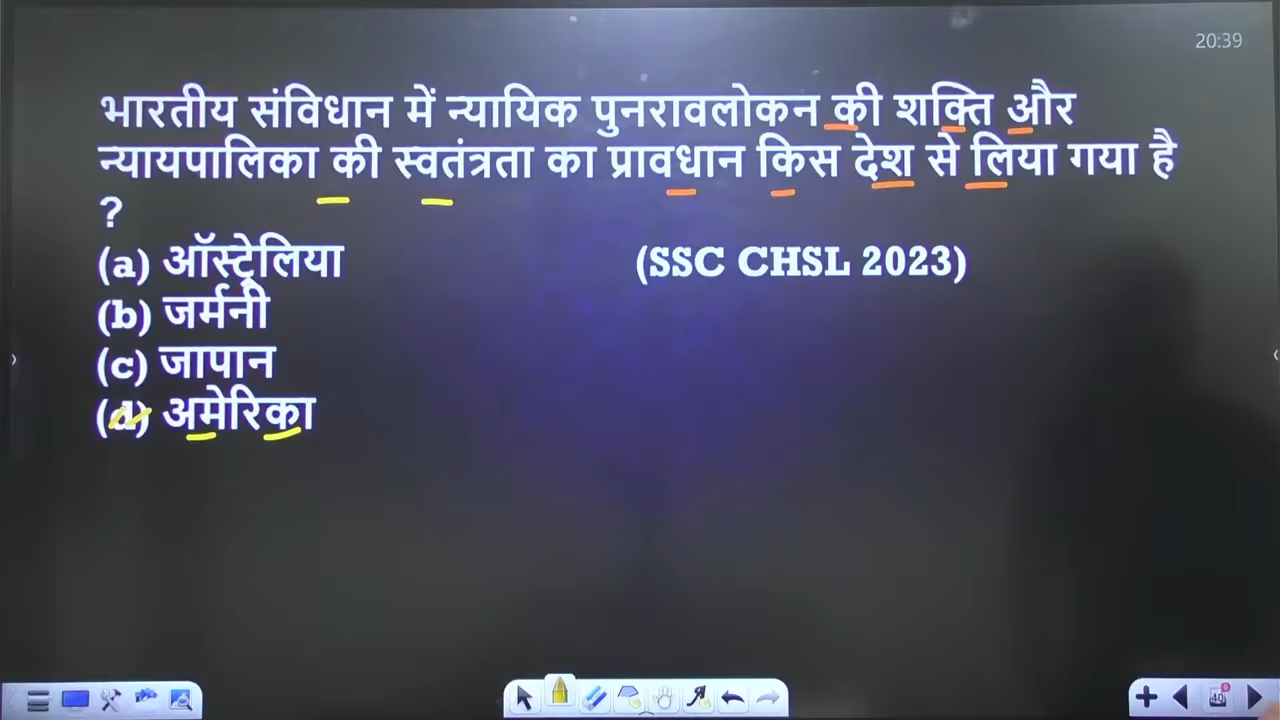 20:39
भारतीय संविधान में न्यायिक पुनरावलोकन की शक्ति और
न्यायपालिका की स्वतंत्रता का प्रावधान किस देश से लिया गया है
?
(a) ऑस्ट्रेलिया (SSC CHSL 2023)
(b) जर्मनी
(c) जापान
(d) अमेरिका
40